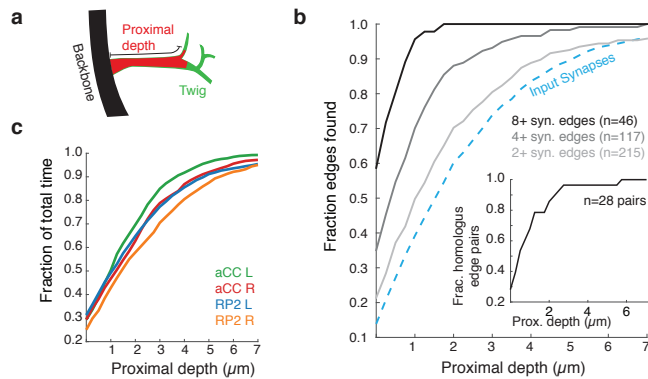 a
Proximal
depth
Backbone
Twig
b
Fraction edges found
1.0
0.9
0.8
0.7
0.6
0.5
0.4
0.3
0.2
0.1
Input Synapses
8+ syn. edges (n=46)
4+ syn. edges (n=117)
2+ syn. edges (n=215)
Frac. homologus
edge pairs
1.0
0.8
0.6
0.4
0.2
n=28 pairs
2 4 6
Prox. depth (µm)
0 1 2 3 4 5 6 7
Proximal depth (µm)
c
Fraction of total time
1.0
0.9
0.8
0.7
0.6
0.5
0.4
0.3
0.2
aCC L
aCC R
RP2 L
RP2 R
1 2 3 4 5 6 7
Proximal depth (µm)